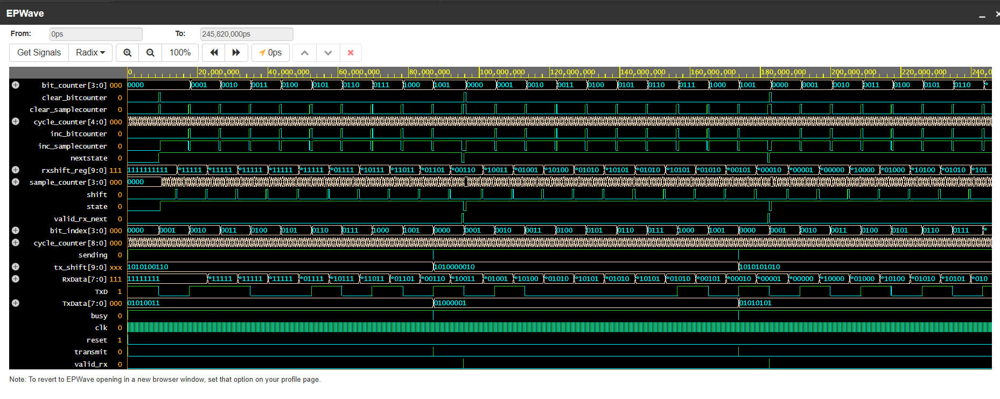 EPWave
From: 0ps To: 245,820,000ps
Get Signals Radix 100% 0ps
0 20,000,000 40,000,000 60,000,000 80,000,000 100,000,000 120,000,000 140,000,000 160,000,000 180,000,000 200,000,000 220,000,000 240,0
bit_counter[3:0] 000 0000 0001 0010 0011 0100 0101 0110 0111 1000 1001 0000 0001 0010 0011 0100 0101 0110 0111 1000 1001 0000 0001 0010 0011 0100 0101 0110 *
clear_bitcounter 0
clear_samplecounter 0
cycle_counter[4:0] 000
inc_bitcounter 0
inc_samplecounter 0
nextstate 0
rxshift_reg[9:0] 111 1111111111 *11111 *11111 *11111 *11111 *01111 *10111 *11011 *01101 *00110 *10011 *01001 *10100 *01010 *10101 *01010 *10101 *01010 *00101 *00010 *00001 *00000 *10000 *01000 *10100 *01010 *101
sample_counter[3:0] 000 0000
shift 0
state 0
valid_rx_next 0
bit_index[3:0] 000 0000 0001 0010 0011 0100 0101 0110 0111 1000 1001 0000 0001 0010 0011 0100 0101 0110 0111 1000 1001 0000 0001 0010 0011 0100 0101 0110 0111 *
cycle_counter[8:0] 000
sending 0
tx_shift[9:0] xxx 1010100110 1010000010 1010101010
RxData[7:0] 111 11111111 *11111 *11111 *11111 *01111 *10111 *11011 *01101 *00110 *10011 *01001 *10100 *01010 *10101 *01010 *10101 *01010 *00101 *00010 *00001 *00000 *10000 *01000 *10100 *01010 *10101 *010
TxD 1
TxData[7:0] 000 01010011 01000001 01010101
busy 0
clk 0
reset 1
transmit 0
valid_rx 0
Note: To revert to EPWave opening in a new browser window, set that option on your profile page.